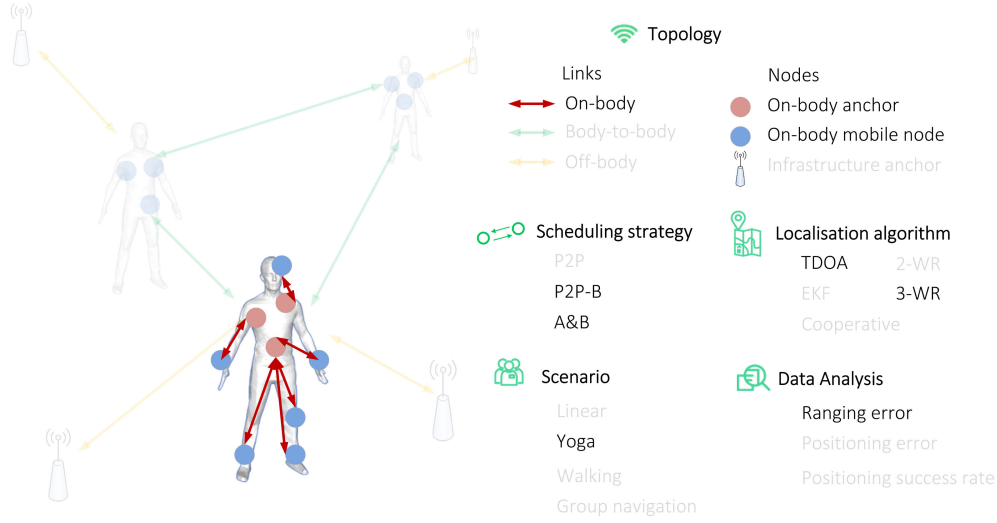 Topology
Links
Nodes
On-body
On-body anchor
Body-to-body
On-body mobile node
Off-body
Infrastructure anchor
Scheduling strategy
P2P
P2P-B
A&B
Localisation algorithm
TDOA 2-WR
EKF 3-WR
Cooperative
Scenario
Linear
Yoga
Walking
Group navigation
Data Analysis
Ranging error
Positioning error
Positioning success rate